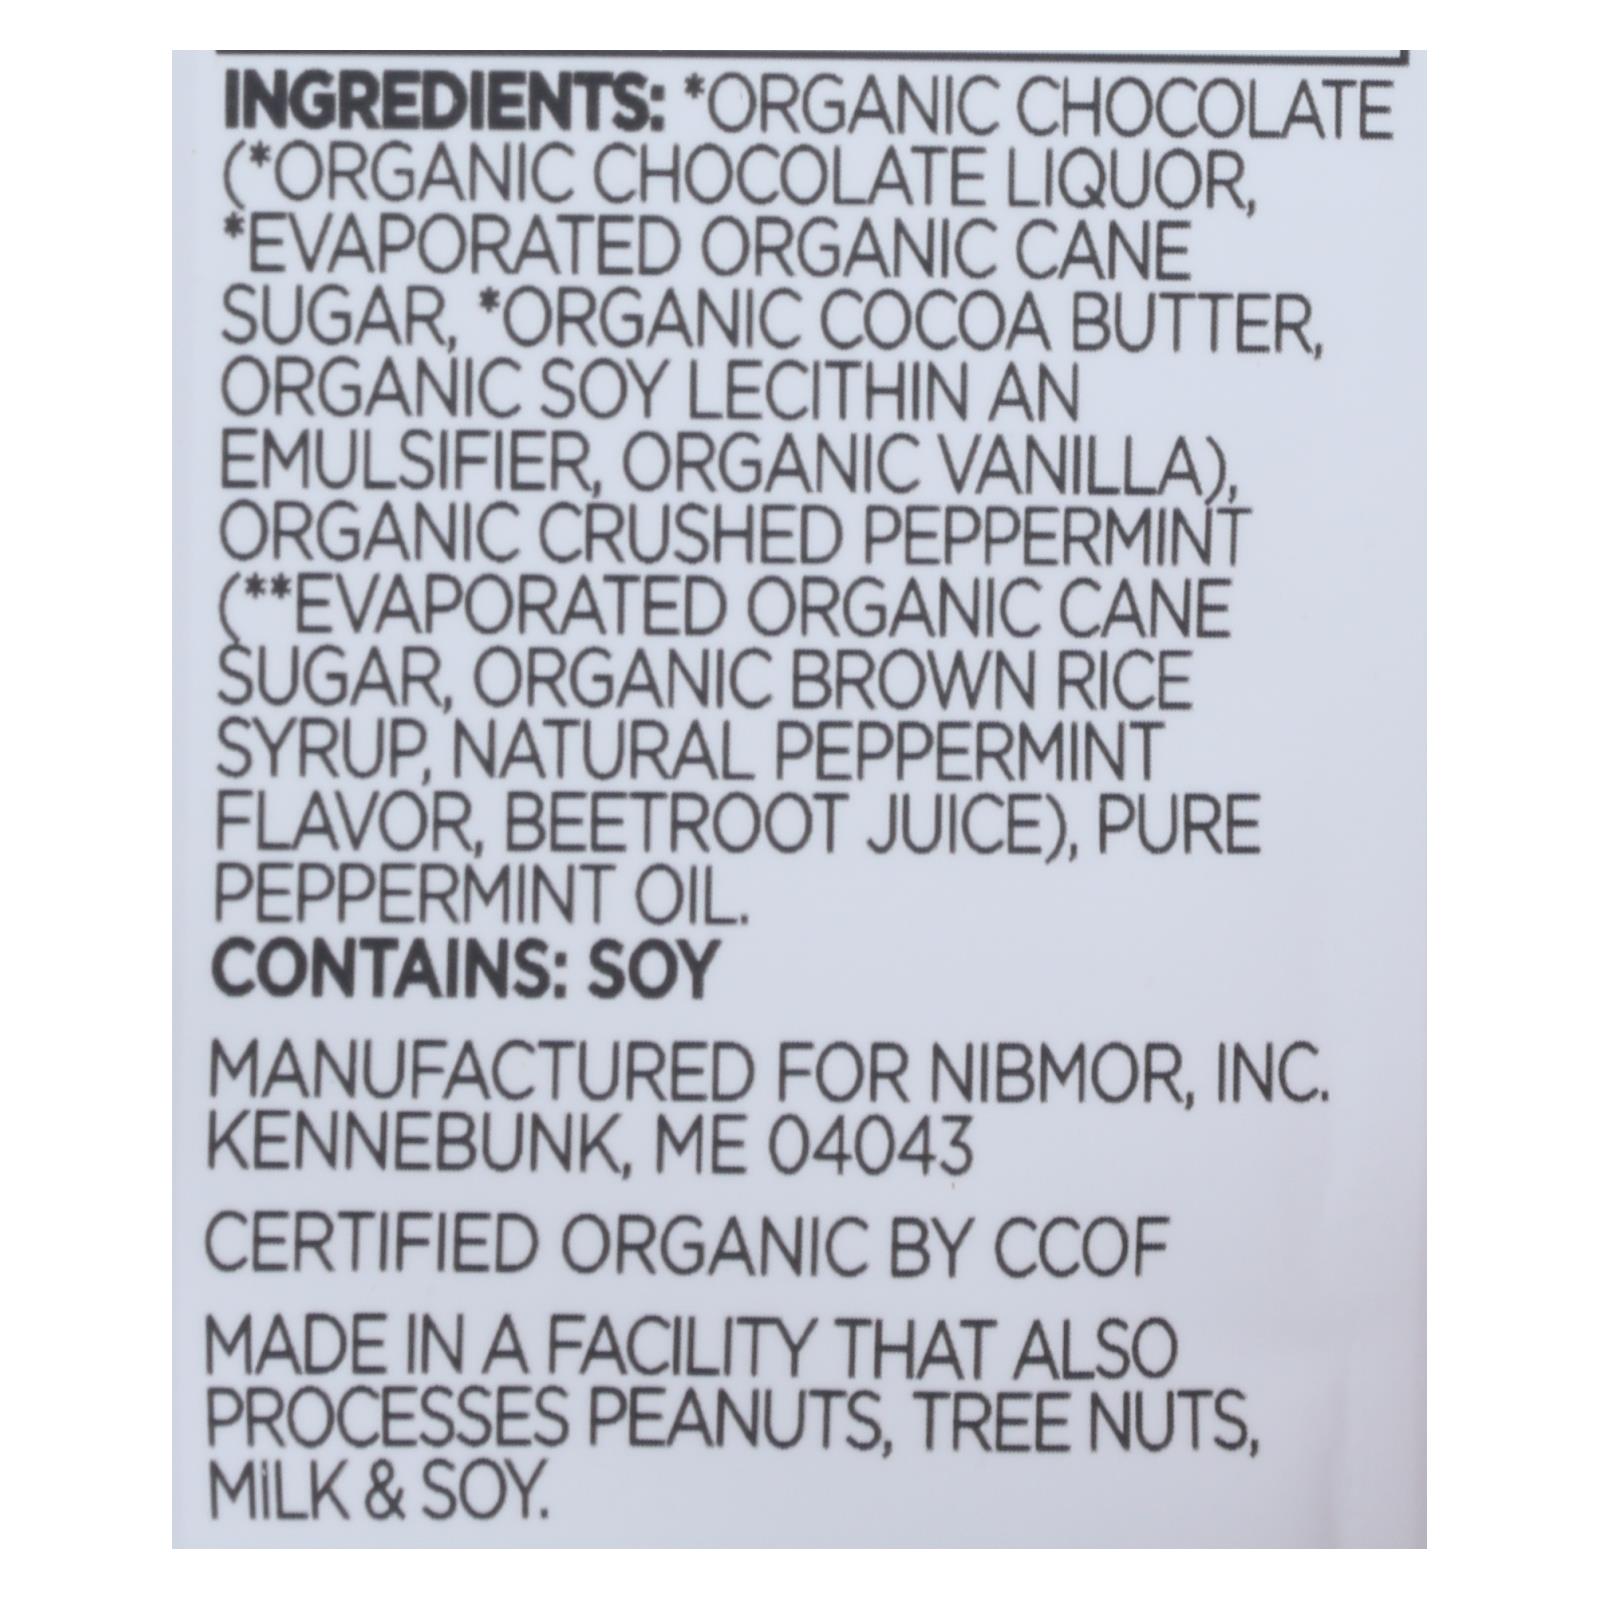 INGREDIENTS: *ORGANIC CHOCOLATE
(*ORGANIC CHOCOLATE LIQUOR,
*EVAPORATED ORGANIC CANE
SUGAR, *ORGANIC COCOA BUTTER,
ORGANIC SOY LECITHIN AN
EMULSIFIER, ORGANIC VANILLA),
ORGANIC CRUSHED PEPPERMINT
(**EVAPORATED ORGANIC CANE
SUGAR, ORGANIC BROWN RICE
SYRUP, NATURAL PEPPERMINT
FLAVOR, BEETROOT JUICE), PURE
PEPPERMINT OIL.
CONTAINS: SOY
MANUFACTURED FOR NIBMOR, INC.
KENNEBUNK, ME 04043
CERTIFIED ORGANIC BY CCOF
MADE IN A FACILITY THAT ALSO
PROCESSES PEANUTS, TREE NUTS,
MiLK & SOY.